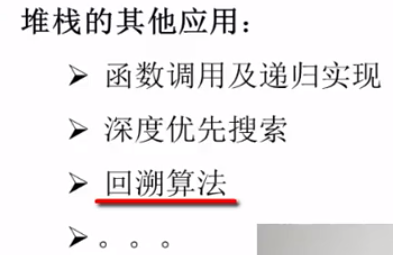 堆栈的其他应用：
➢ 函数调用及递归实现
➢ 深度优先搜索
➢ 回溯算法
➢。。。